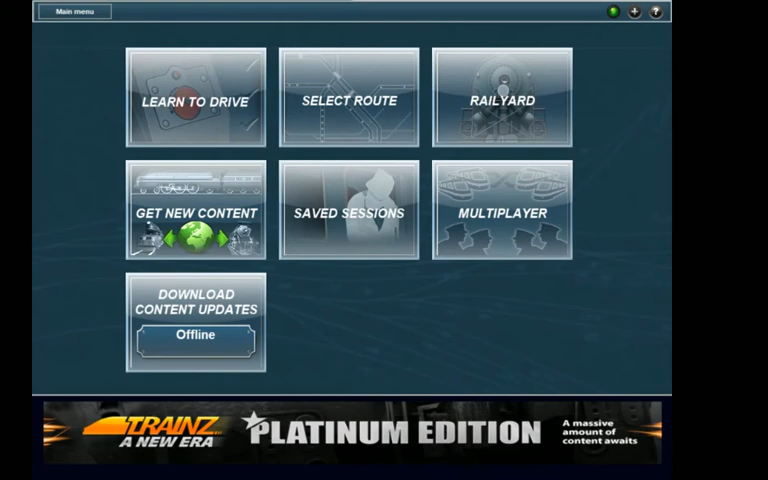 Main menu
LEARN TO DRIVE
SELECT ROUTE
RAILYARD
GET NEW CONTENT
SAVED SESSIONS
MULTIPLAYER
DOWNLOAD
CONTENT UPDATES
Offline
TRAINZ
A NEW ERA
PLATINUM EDITION
A massive
amount of
content awaits